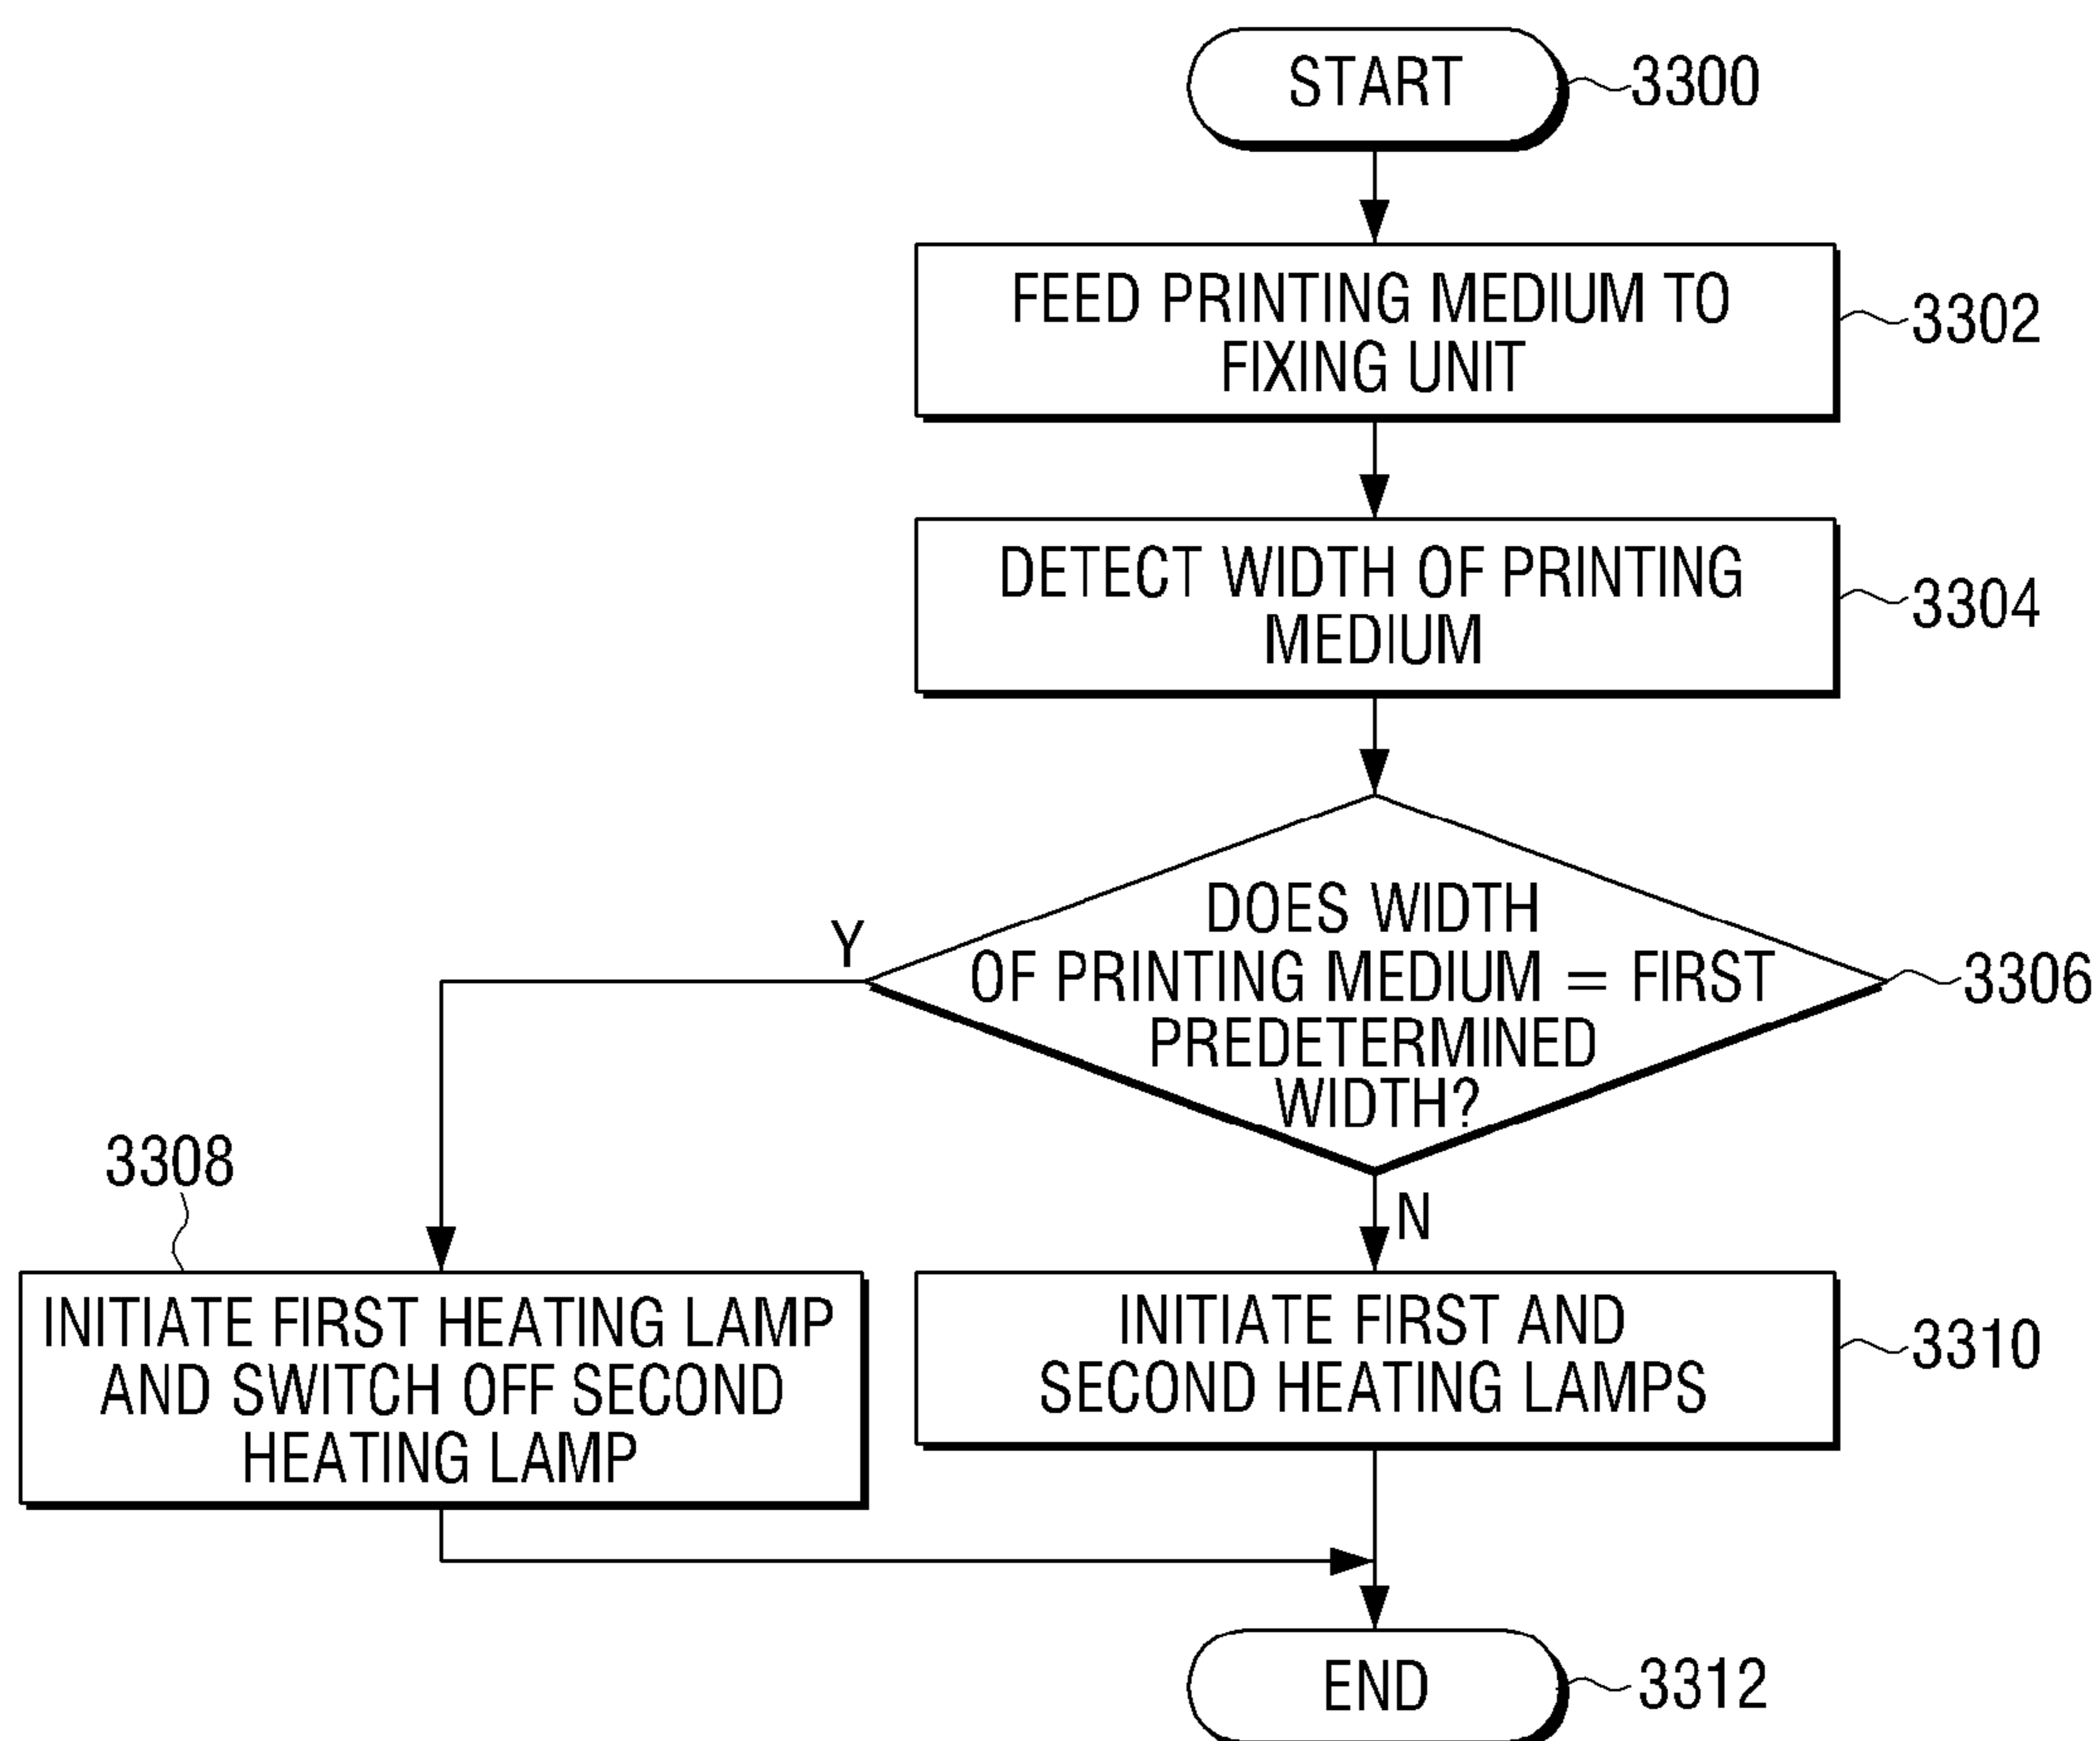 START
3300
FEED PRINTING MEDIUM TO
FIXING UNIT
3302
DETECT WIDTH OF PRINTING
MEDIUM
3304
DOES WIDTH
OF PRINTING MEDIUM = FIRST
PREDETERMINED
WIDTH?
3306
Y
N
3308
INITIATE FIRST HEATING LAMP
AND SWITCH OFF SECOND
HEATING LAMP
INITIATE FIRST AND
SECOND HEATING LAMPS
3310
END
3312